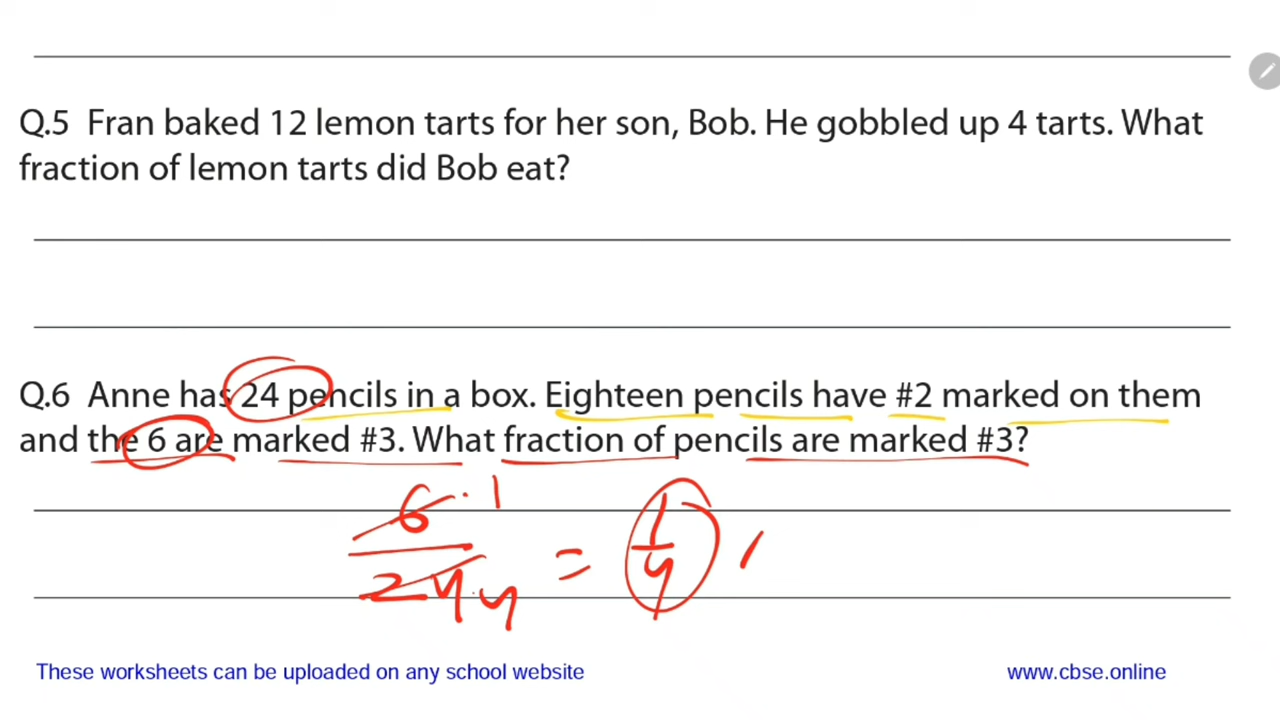 Q.5 Fran baked 12 lemon tarts for her son, Bob. He gobbled up 4 tarts. What
fraction of lemon tarts did Bob eat?
Q.6 Anne has 24 pencils in a box. Eighteen pencils have #2 marked on them
and the 6 are marked #3. What fraction of pencils are marked #3?
6 1
24 4
= 1
4
These worksheets can be uploaded on any school website
www.cbse.online